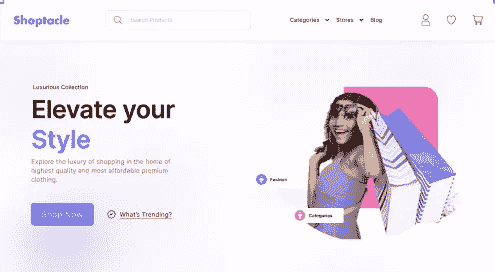 Shoptacle
Search Products
Categories
Stores
Blog
Luxurious Collection
Elevate your
Style
Explore the luxury of shopping in the home of
highest quality and most affordable premium
clothing.
Shop Now
What's Trending?
Fashion
Categories